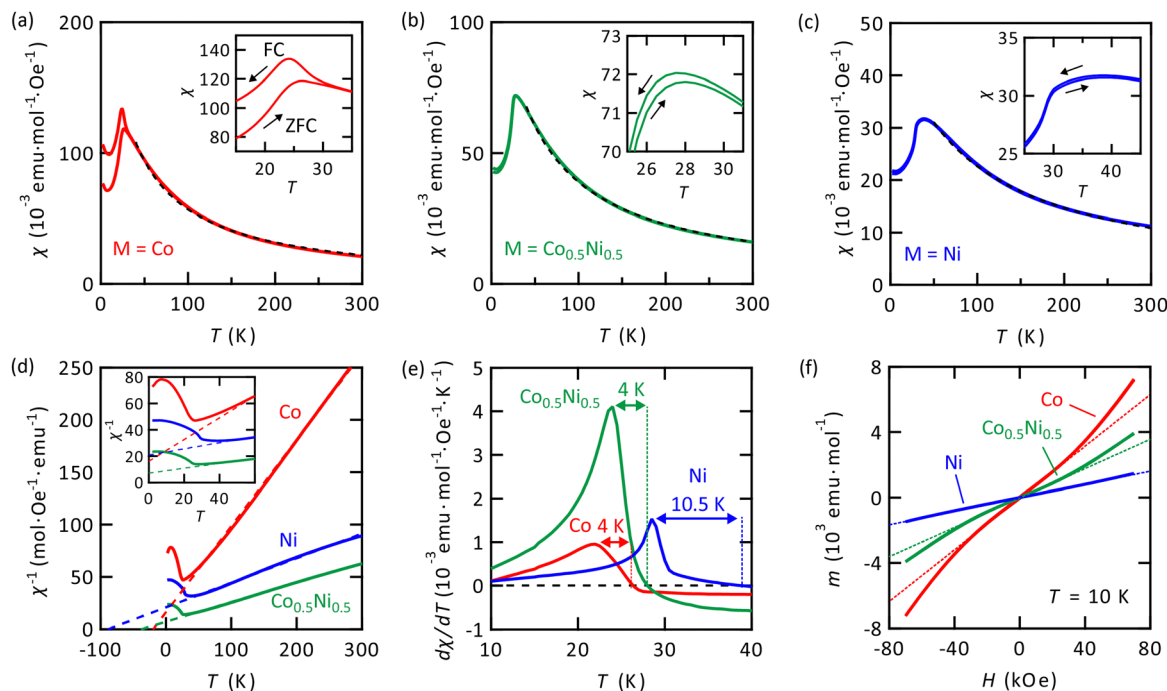 (a)
200
150
100
50
0
χ (10⁻³ emu·mol⁻¹·Oe⁻¹)
0 100 200 300
T (K)
M = Co
140
120
100
80
χ
20 30
T
FC
ZFC
(b)
100
50
0
χ (10⁻³ emu·mol⁻¹·Oe⁻¹)
0 100 200 300
T (K)
M = Co₀.₅Ni₀.₅
73
72
71
70
χ
26 28 30
T
(c)
50
40
30
20
10
0
χ (10⁻³ emu·mol⁻¹·Oe⁻¹)
0 100 200 300
T (K)
M = Ni
35
30
25
χ
30 40
T
(d)
250
200
150
100
50
0
χ⁻¹ (mol·Oe⁻¹·emu⁻¹)
-100 0 100 200 300
T (K)
80
60
40
20
0
χ⁻¹
0 20 40 60
T
Co
Ni
Co₀.₅Ni₀.₅
(e)
5
4
3
2
1
0
-1
dχ/dT (10⁻³ emu·mol⁻¹·Oe⁻¹·K⁻¹)
10 20 30 40
T (K)
Co₀.₅Ni₀.₅
4 K
Co 4 K
Ni
10.5 K
(f)
8
4
0
-4
-8
m (10³ emu·mol⁻¹)
-80 -40 0 40 80
H (kOe)
Co
Co₀.₅Ni₀.₅
Ni
T = 10 K